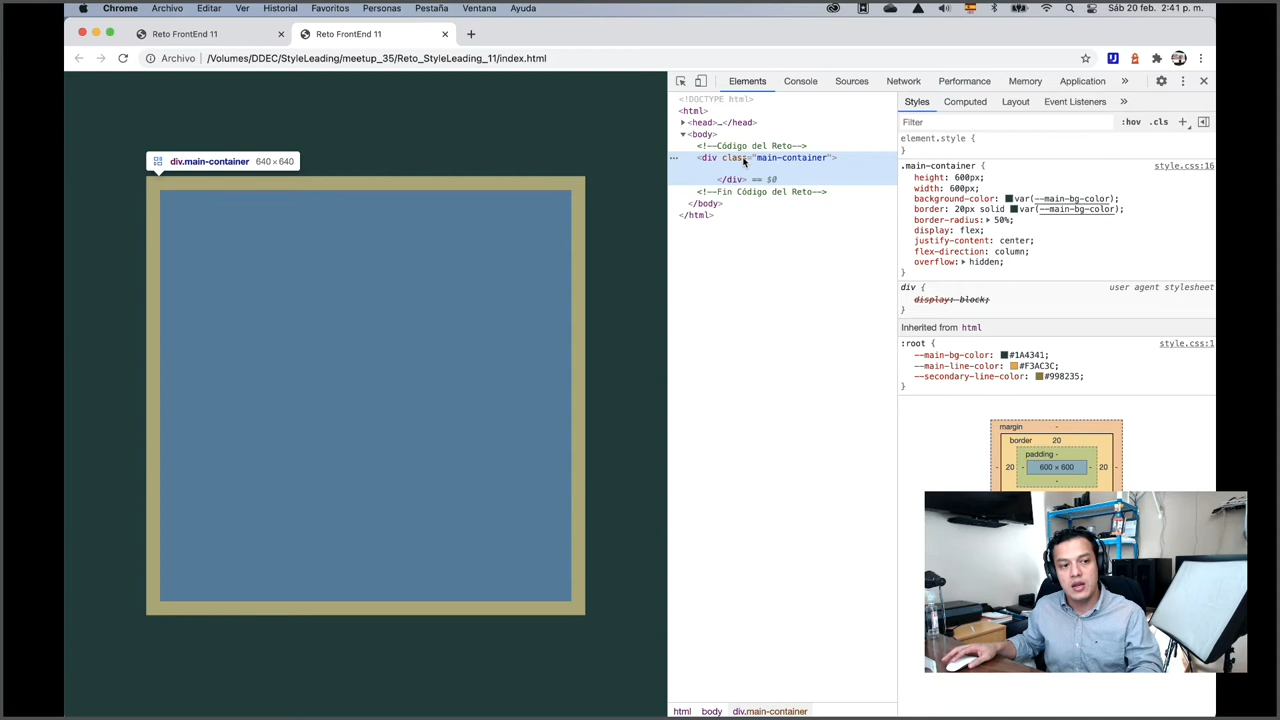 Chrome Archivo Editar Ver Historial Favoritos Personas Pestaña Ventana Ayuda Sáb 20 feb. 2:41 p. m.
Reto FrontEnd 11 Reto FrontEnd 11
Archivo /Volumes/DDEC/StyleLeading/meetup_35/Reto_StyleLeading_11/index.html
Elements Console Sources Network Performance Memory Application
div.main-container 640 × 640
<!DOCTYPE html>
<html>
<head>…</head>
<body>
<!--Código del Reto-->
<div class="main-container">
</div> == $0
<!--Fin Código del Reto-->
</body>
</html>
html body div.main-container
Styles Computed Layout Event Listeners
Filter :hov .cls
element.style {
}
.main-container { style.css:16
height: 600px;
width: 600px;
background-color: var(--main-bg-color);
border: 20px solid var(--main-bg-color);
border-radius: 50%;
display: flex;
justify-content: center;
flex-direction: column;
overflow: hidden;
}
div { user agent stylesheet
display: block;
}
Inherited from html
:root { style.css:1
--main-bg-color: #1A4341;
--main-line-color: #F3AC3C;
--secondary-line-color: #998235;
}
margin -
border 20
padding -
- 20 - 600 × 600 - 20 -
-